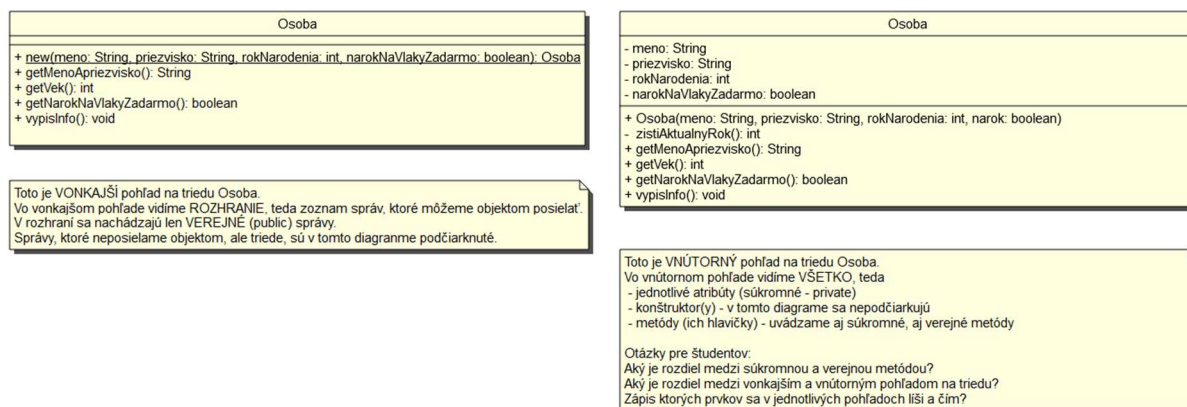 Osoba
+ new(meno: String, priezvisko: String, rokNarodenia: int, narokNaVlakyZadarmo: boolean): Osoba
+ getMenoApriezvisko(): String
+ getVek(): int
+ getNarokNaVlakyZadarmo(): boolean
+ vypisInfo(): void
Toto je VONKAJŠÍ pohľad na triedu Osoba.
Vo vonkajšom pohľade vidíme ROZHRANIE, teda zoznam správ, ktoré môžeme objektom posielať.
V rozhraní sa nachádzajú len VEREJNÉ (public) správy.
Správy, ktoré neposielame objektom, ale triede, sú v tomto diagranme podčiarknuté.
Osoba
- meno: String
- priezvisko: String
- rokNarodenia: int
- narokNaVlakyZadarmo: boolean
+ Osoba(meno: String, priezvisko: String, rokNarodenia: int, narok: boolean)
- zistiAktualnyRok(): int
+ getMenoApriezvisko(): String
+ getVek(): int
+ getNarokNaVlakyZadarmo(): boolean
+ vypisInfo(): void
Toto je VNÚTORNÝ pohľad na triedu Osoba.
Vo vnútornom pohľade vidíme VŠETKO, teda
- jednotlivé atribúty (súkromné - private)
- konštruktor(y) - v tomto diagrame sa nepodčiarkujú
- metódy (ich hlavičky) - uvádzame aj súkromné, aj verejné metódy
Otázky pre študentov:
Aký je rozdiel medzi súkromnou a verejnou metódou?
Aký je rozdiel medzi vonkajším a vnútorným pohľadom na triedu?
Zápis ktorých prvkov sa v jednotlivých pohľadoch líši a čím?